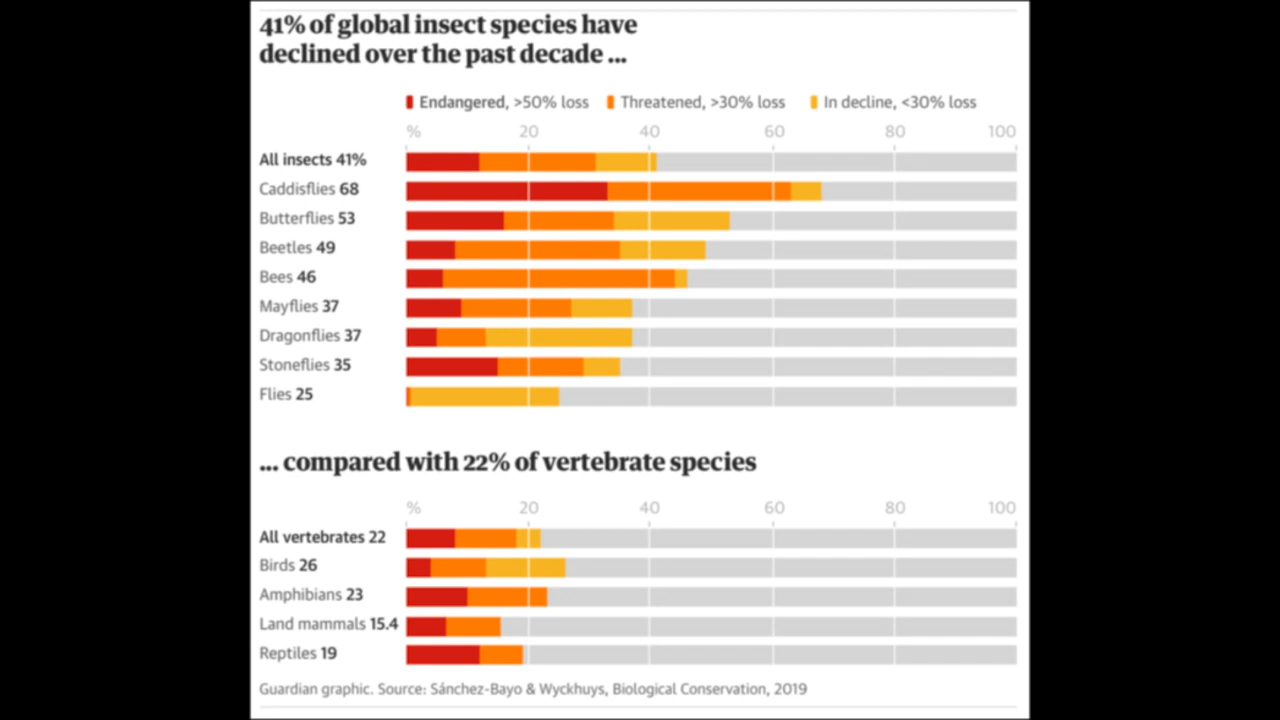 41% of global insect species have
declined over the past decade ...
Endangered, >50% loss Threatened, >30% loss In decline, <30% loss
% 20 40 60 80 100
All insects 41%
Caddisflies 68
Butterflies 53
Beetles 49
Bees 46
Mayflies 37
Dragonflies 37
Stoneflies 35
Flies 25
... compared with 22% of vertebrate species
% 20 40 60 80 100
All vertebrates 22
Birds 26
Amphibians 23
Land mammals 15.4
Reptiles 19
Guardian graphic. Source: Sánchez-Bayo & Wyckhuys, Biological Conservation, 2019